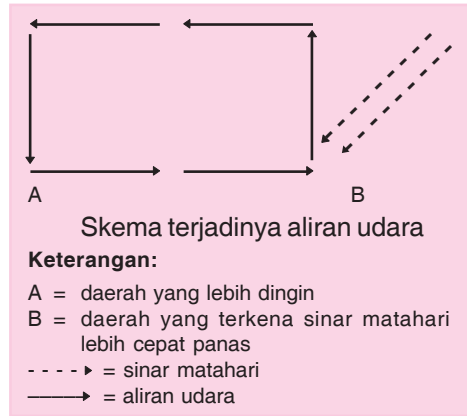 A B
Skema terjadinya aliran udara
Keterangan:
A = daerah yang lebih dingin
B = daerah yang terkena sinar matahari
lebih cepat panas
= sinar matahari
= aliran udara